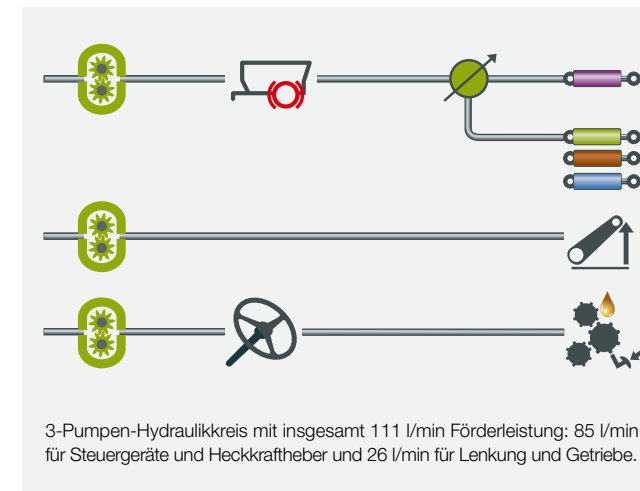 3-Pumpen-Hydraulikkreis mit insgesamt 111 l/min Förderleistung: 85 l/min
für Steuergeräte und Heckkraftheber und 26 l/min für Lenkung und Getriebe.